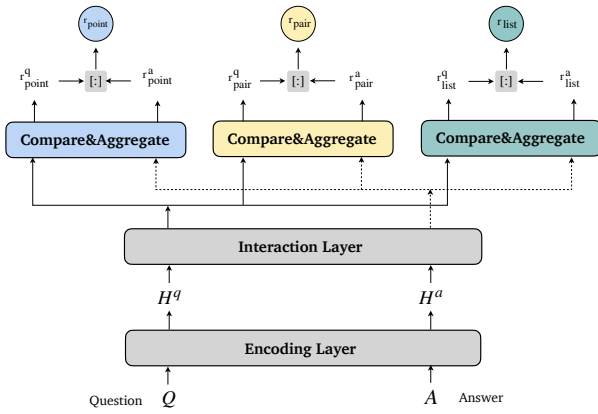 r_point r_pair r_list
r^q_point [:] r^a_point r^q_pair [:] r^a_pair r^q_list [:] r^a_list
Compare&Aggregate Compare&Aggregate Compare&Aggregate
Interaction Layer
H^q H^a
Encoding Layer
Question Q A Answer